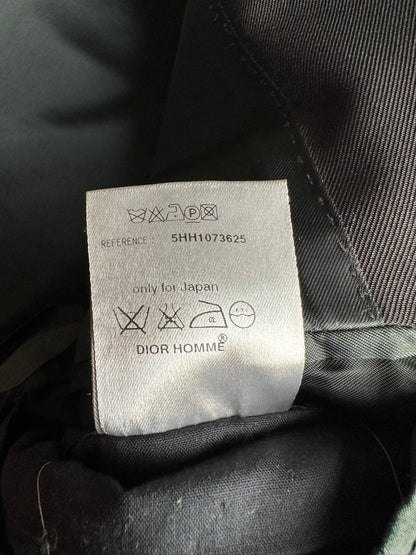 REFERENCE : 5HH1073625
only for Japan
DIOR HOMME®